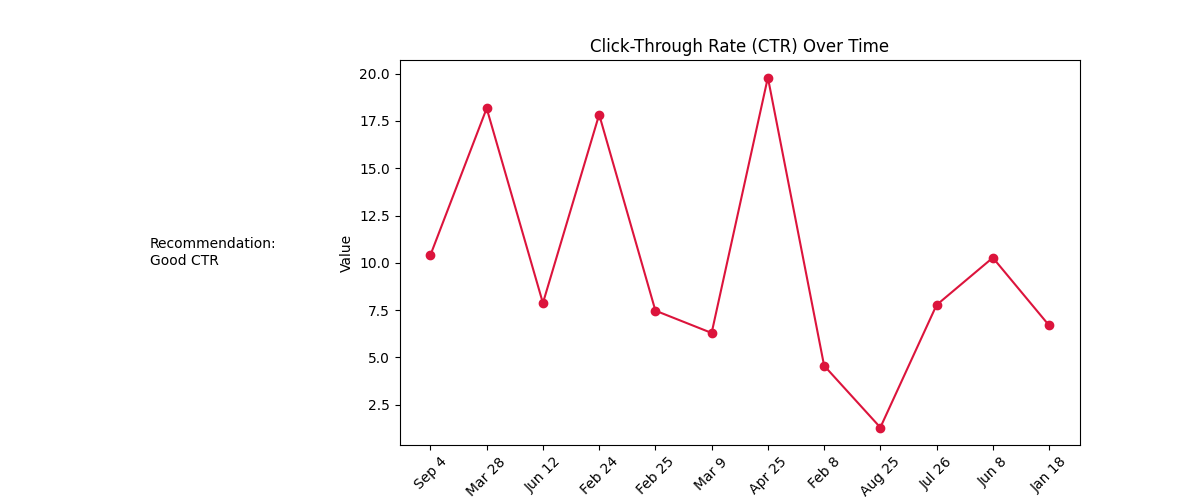 Click-Through Rate (CTR) Over Time
20.0
17.5
15.0
12.5
10.0
7.5
5.0
2.5
Value
Recommendation:
Good CTR
Sep 4
Mar 28
Jun 12
Feb 24
Feb 25
Mar 9
Apr 25
Feb 8
Aug 25
Jul 26
Jun 8
Jan 18